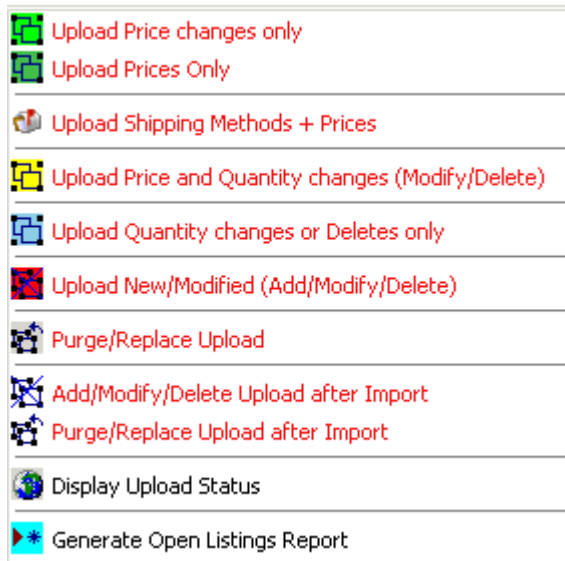 Upload Price changes only
Upload Prices Only
Upload Shipping Methods + Prices
Upload Price and Quantity changes (Modify/Delete)
Upload Quantity changes or Deletes only
Upload New/Modified (Add/Modify/Delete)
Purge/Replace Upload
Add/Modify/Delete Upload after Import
Purge/Replace Upload after Import
Display Upload Status
Generate Open Listings Report